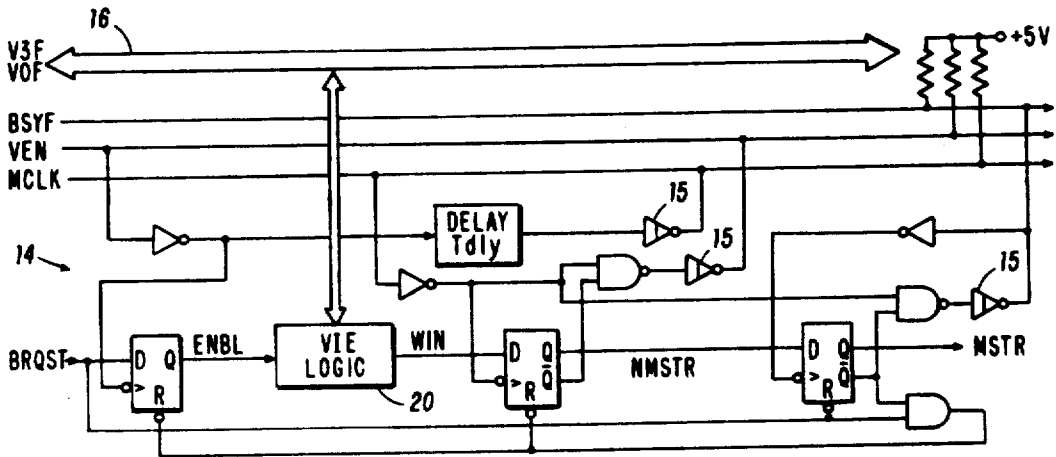 16
V3F
V0F
+5V
BSYF
VEN
MCLK
DELAY
Tdly
15
15
14
15
BRQST
D Q
>
R
ENBL
VIE
LOGIC
20
WIN
D Q
> Q
R
NMSTR
D Q
> Q
R
MSTR